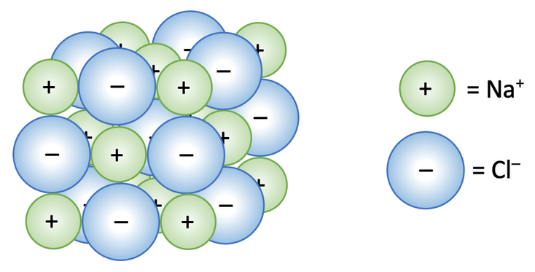 + = Na⁺
− = Cl⁻